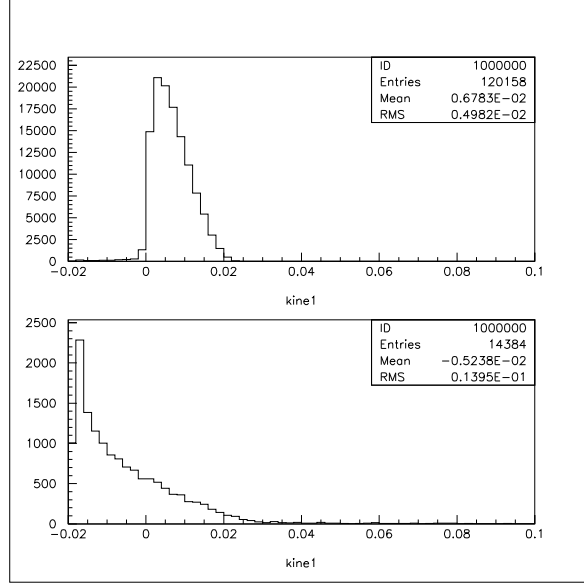 22500
20000
17500
15000
12500
10000
7500
5000
2500
0
ID 1000000
Entries 120158
Mean 0.6783E-02
RMS 0.4982E-02
-0.02 0 0.02 0.04 0.06 0.08 0.1
kine1
2500
2000
1500
1000
500
0
ID 1000000
Entries 14384
Mean -0.5238E-02
RMS 0.1395E-01
-0.02 0 0.02 0.04 0.06 0.08 0.1
kine1